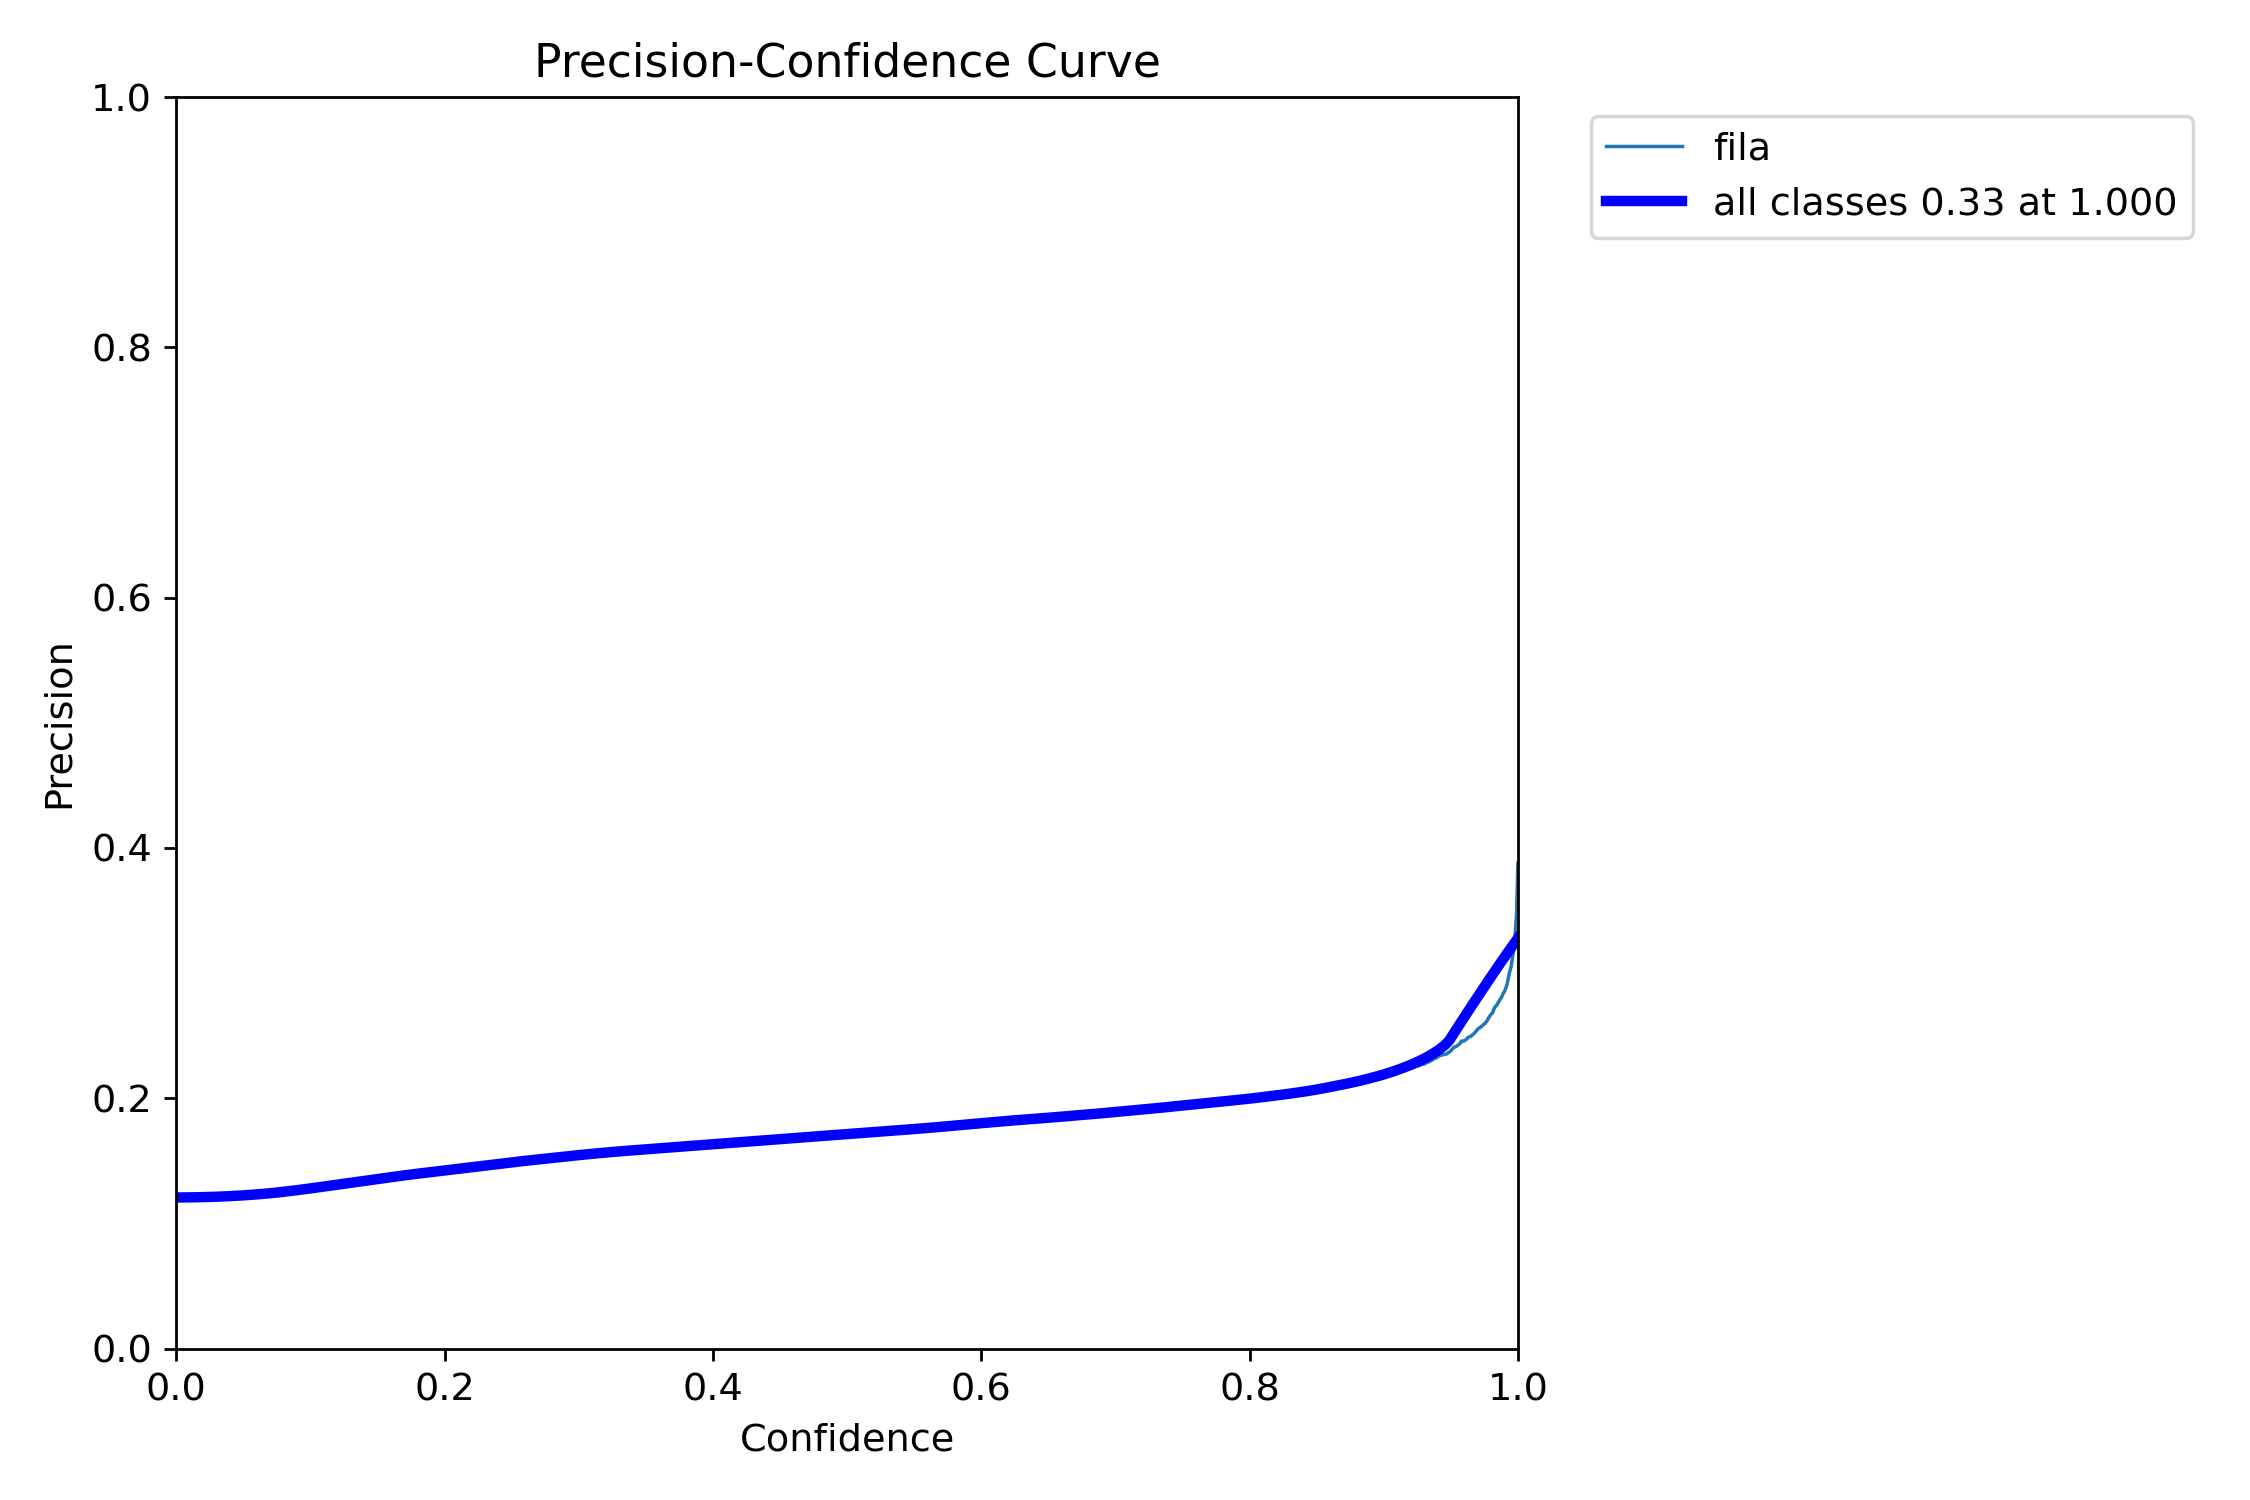 Precision-Confidence Curve
1.0
0.8
0.6
0.4
0.2
0.0
Precision
0.0 0.2 0.4 0.6 0.8 1.0
Confidence
fila
all classes 0.33 at 1.000